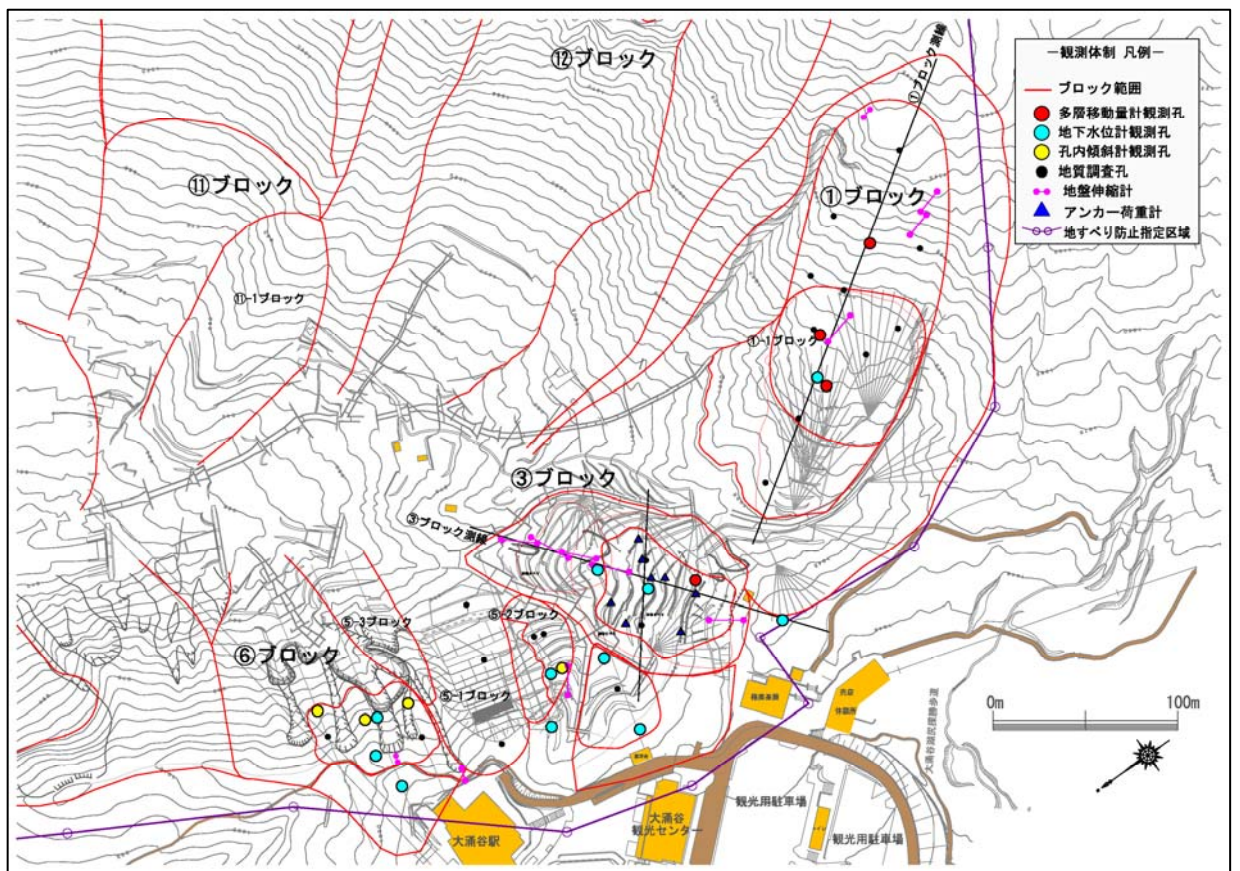 ⑫ブロック
①ブロック測線
ー観測体制 凡例ー
ブロック範囲
多層移動量計観測孔
地下水位計観測孔
孔内傾斜計観測孔
地質調査孔
地盤伸縮計
アンカー荷重計
地すべり防止指定区域
⑪ブロック
①ブロック
⑪-1ブロック
①-1ブロック
③ブロック
③ブロック測線
⑤-2ブロック
⑤-3ブロック
⑥ブロック
⑤-1ブロック
0m
100m
観光用駐車場
大涌谷
観光センター
大涌谷駅
観光用駐車場